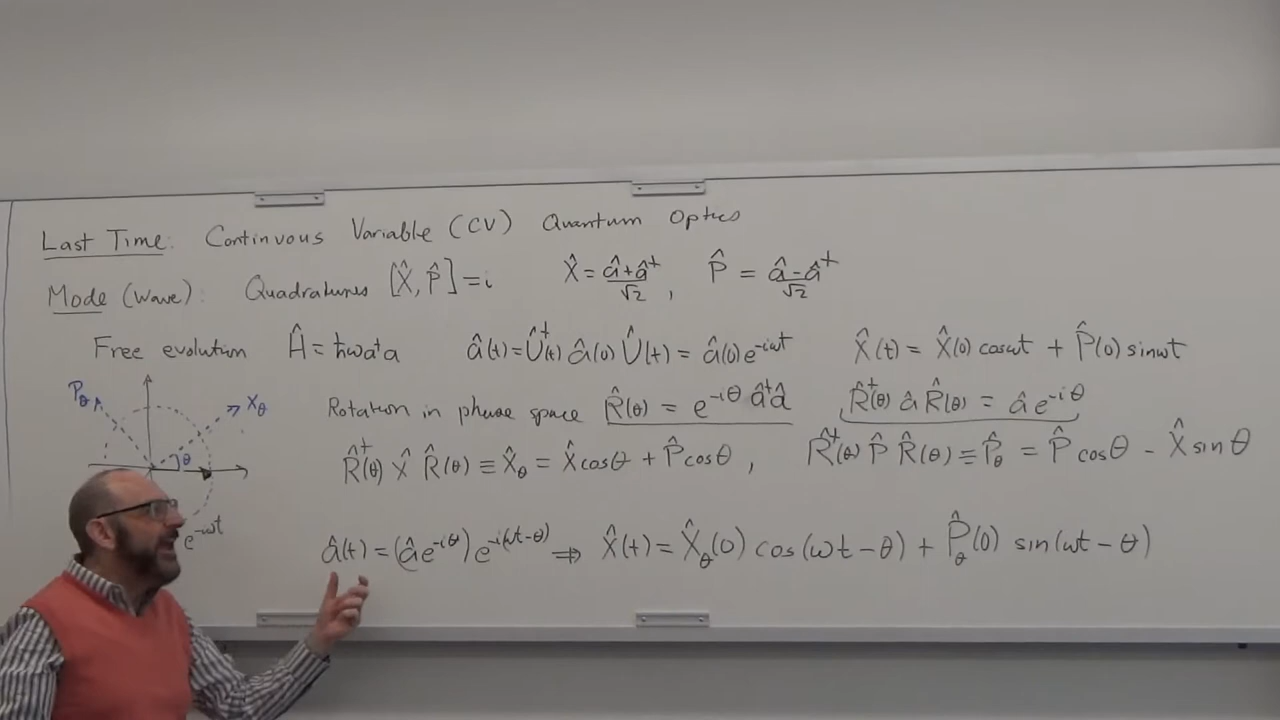 Last Time: Continuous Variable (CV) Quantum Optics
Mode (wave): Quadratures [X̂, P̂] = i X̂ = â + â†/√2 , P̂ = â - â†/√2
Free evolution Ĥ = ħωa†a â(t) = Û†(t) â(0) Û(t) = â(0) e^{-iωt} X̂(t) = X̂(0) cosωt + P̂(0) sinωt
P_θ X_θ θ
Rotation in phase space R̂(θ) = e^{-iθ â†â} R̂†(θ) â R̂(θ) = â e^{-iθ}
R̂†(θ) X̂ R̂(θ) ≡ X̂_θ = X̂ cosθ + P̂ cosθ , R̂†(θ) P̂ R̂(θ) ≡ P̂_θ = P̂ cosθ - X̂ sinθ
e^{-iωt}
â(t) = (â e^{-iθ}) e^{-i(ωt-θ)} ⇒ X̂(t) = X̂_θ(0) cos(ωt - θ) + P̂_θ(0) sin(ωt - θ)